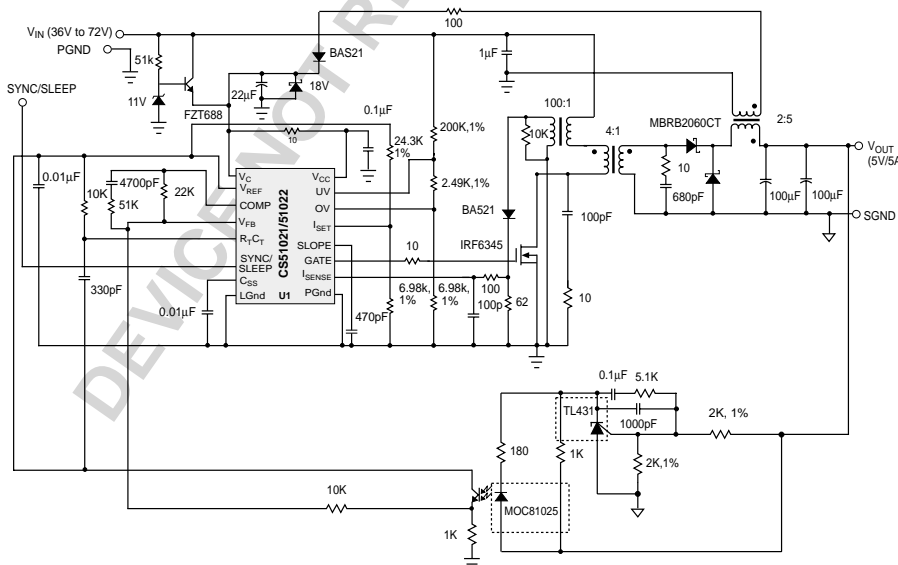 100
VIN (36V to 72V)
PGND
51k
SYNC/SLEEP
11V
FZT688
BAS21
22μF
18V
1μF
100:1
4:1
2:5
MBRB2060CT
VOUT
(5V/5A
SGND
0.1μF
10
24.3K
1%
200K,1%
2.49K,1%
10K
BA521
IRF6345
100pF
10
10
680pF
100μF
100μF
0.01μF
10K
4700pF
51K
22K
330pF
0.01μF
VC
VREF
COMP
VFB
RTCT
SYNC/
SLEEP
CSS
LGnd
CS51021/51022
U1
VCC
UV
OV
ISET
SLOPE
GATE
ISENSE
PGnd
470pF
10
6.98k,
1%
6.98k,
1%
100
100p
62
0.1μF
5.1K
TL431
1000pF
2K, 1%
180
1K
2K,1%
MOC81025
10K
1K
DEVICE NOT R